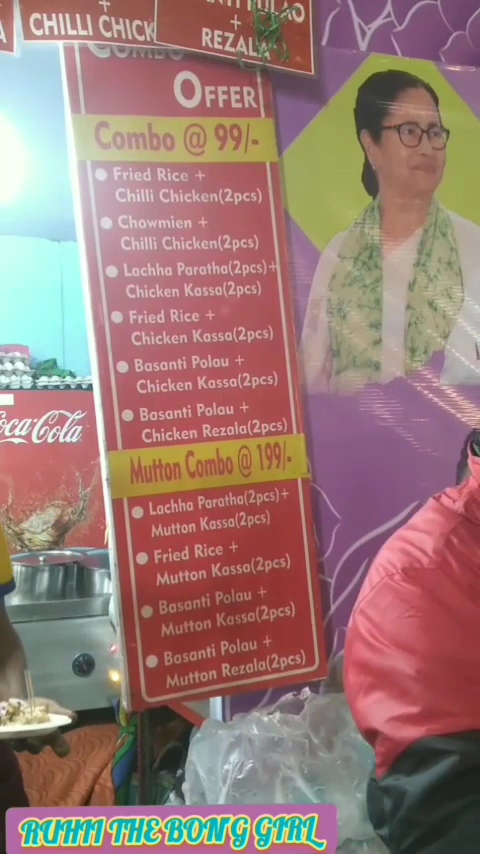 +
CHILLI CHICK
+
REZALA
COMBO
OFFER
Combo @ 99/-
Fried Rice +
Chilli Chicken(2pcs)
Chowmien +
Chilli Chicken(2pcs)
Lachha Paratha(2pcs)+
Chicken Kassa(2pcs)
Fried Rice +
Chicken Kassa(2pcs)
Basanti Polau +
Chicken Kassa(2pcs)
Basanti Polau +
Chicken Rezala(2pcs)
Mutton Combo @ 199/-
Lachha Paratha(2pcs)+
Mutton Kassa(2pcs)
Fried Rice +
Mutton Kassa(2pcs)
Basanti Polau +
Mutton Kassa(2pcs)
Basanti Polau +
Mutton Rezala(2pcs)
Coca-Cola
RUHII THE BONG GIRL